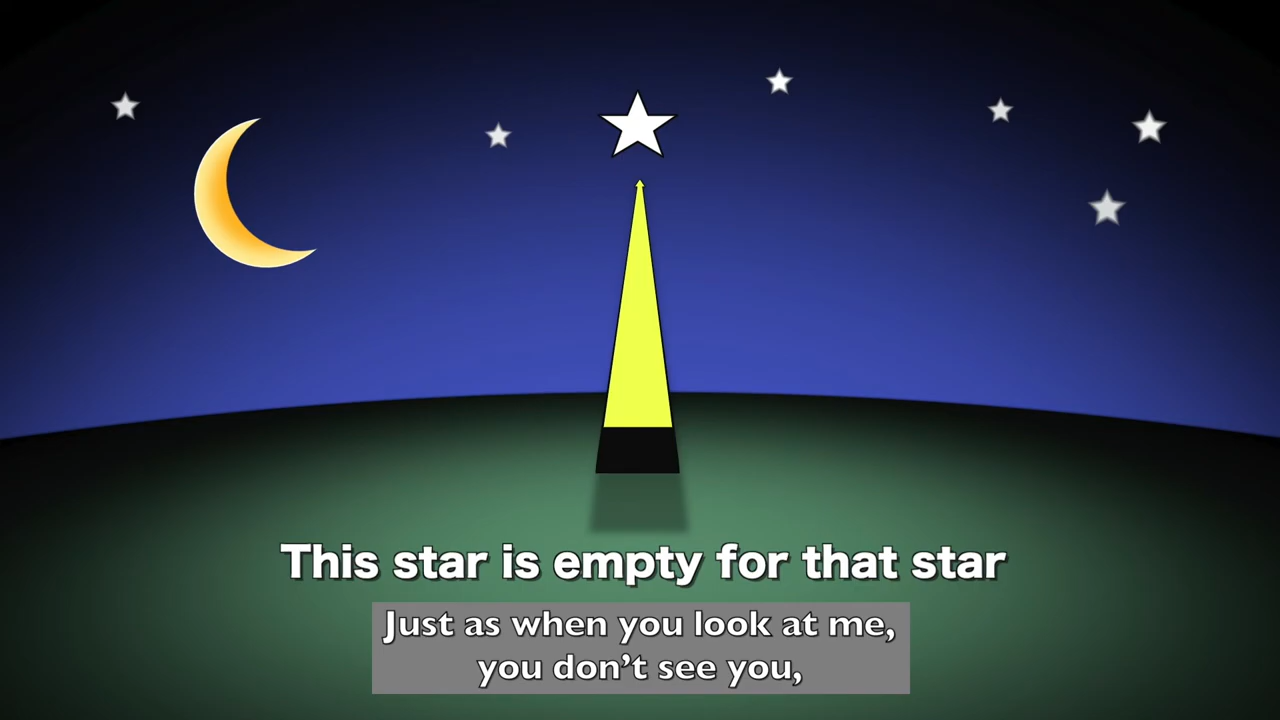 This star is empty for that star
Just as when you look at me,
you don’t see you,